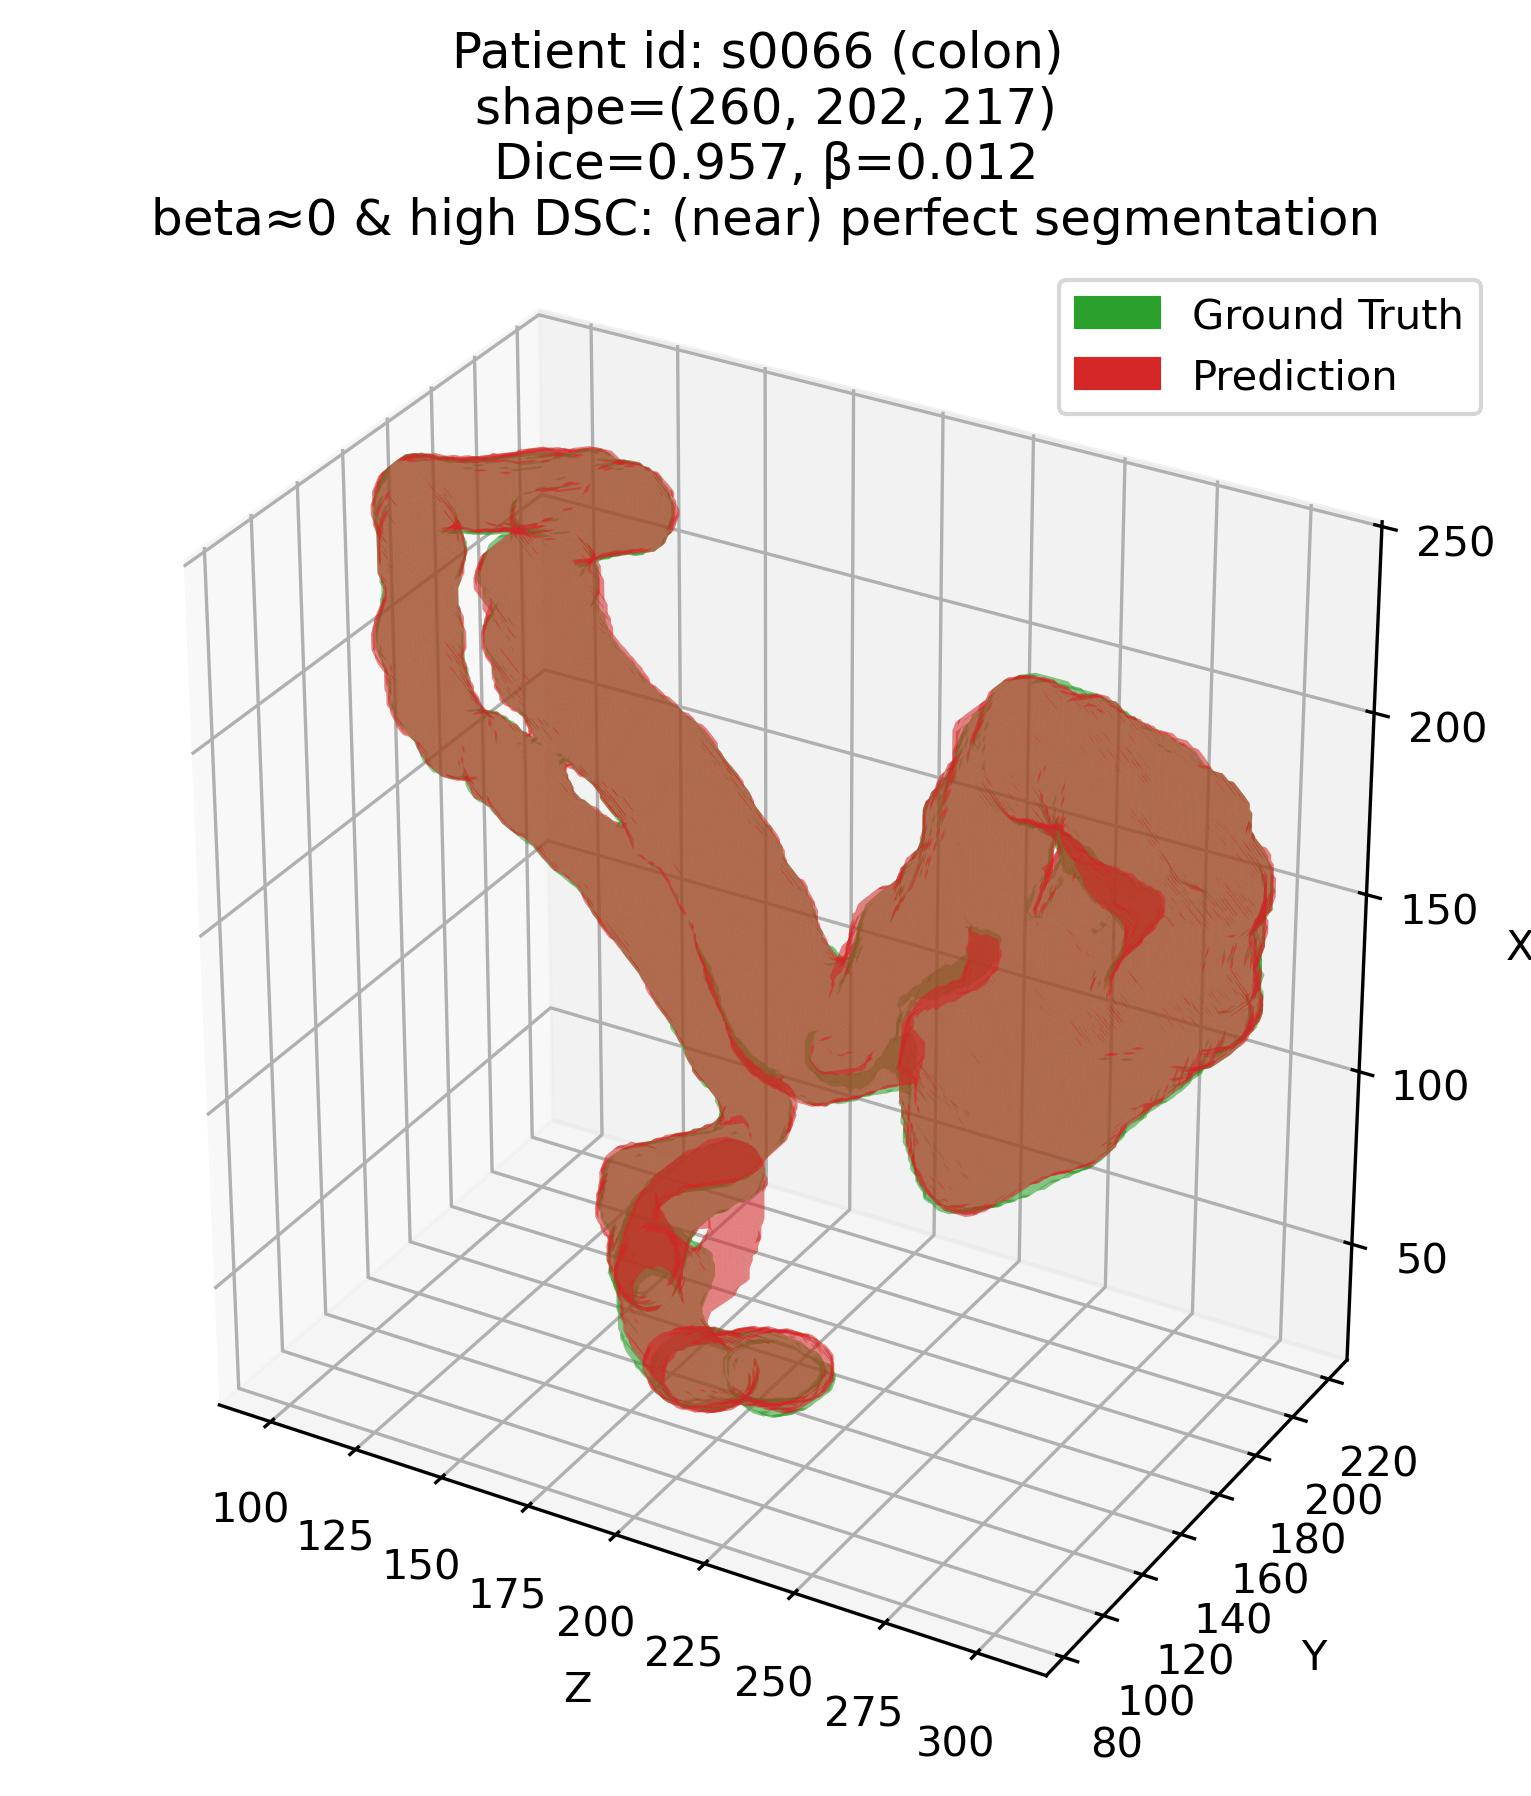 Patient id: s0066 (colon)
shape=(260, 202, 217)
Dice=0.957, β=0.012
beta≈0 & high DSC: (near) perfect segmentation
Ground Truth
Prediction
250
200
150
X
100
50
220
200
180
160
140
120
100
80
Y
100
125
150
175
200
225
250
275
300
Z